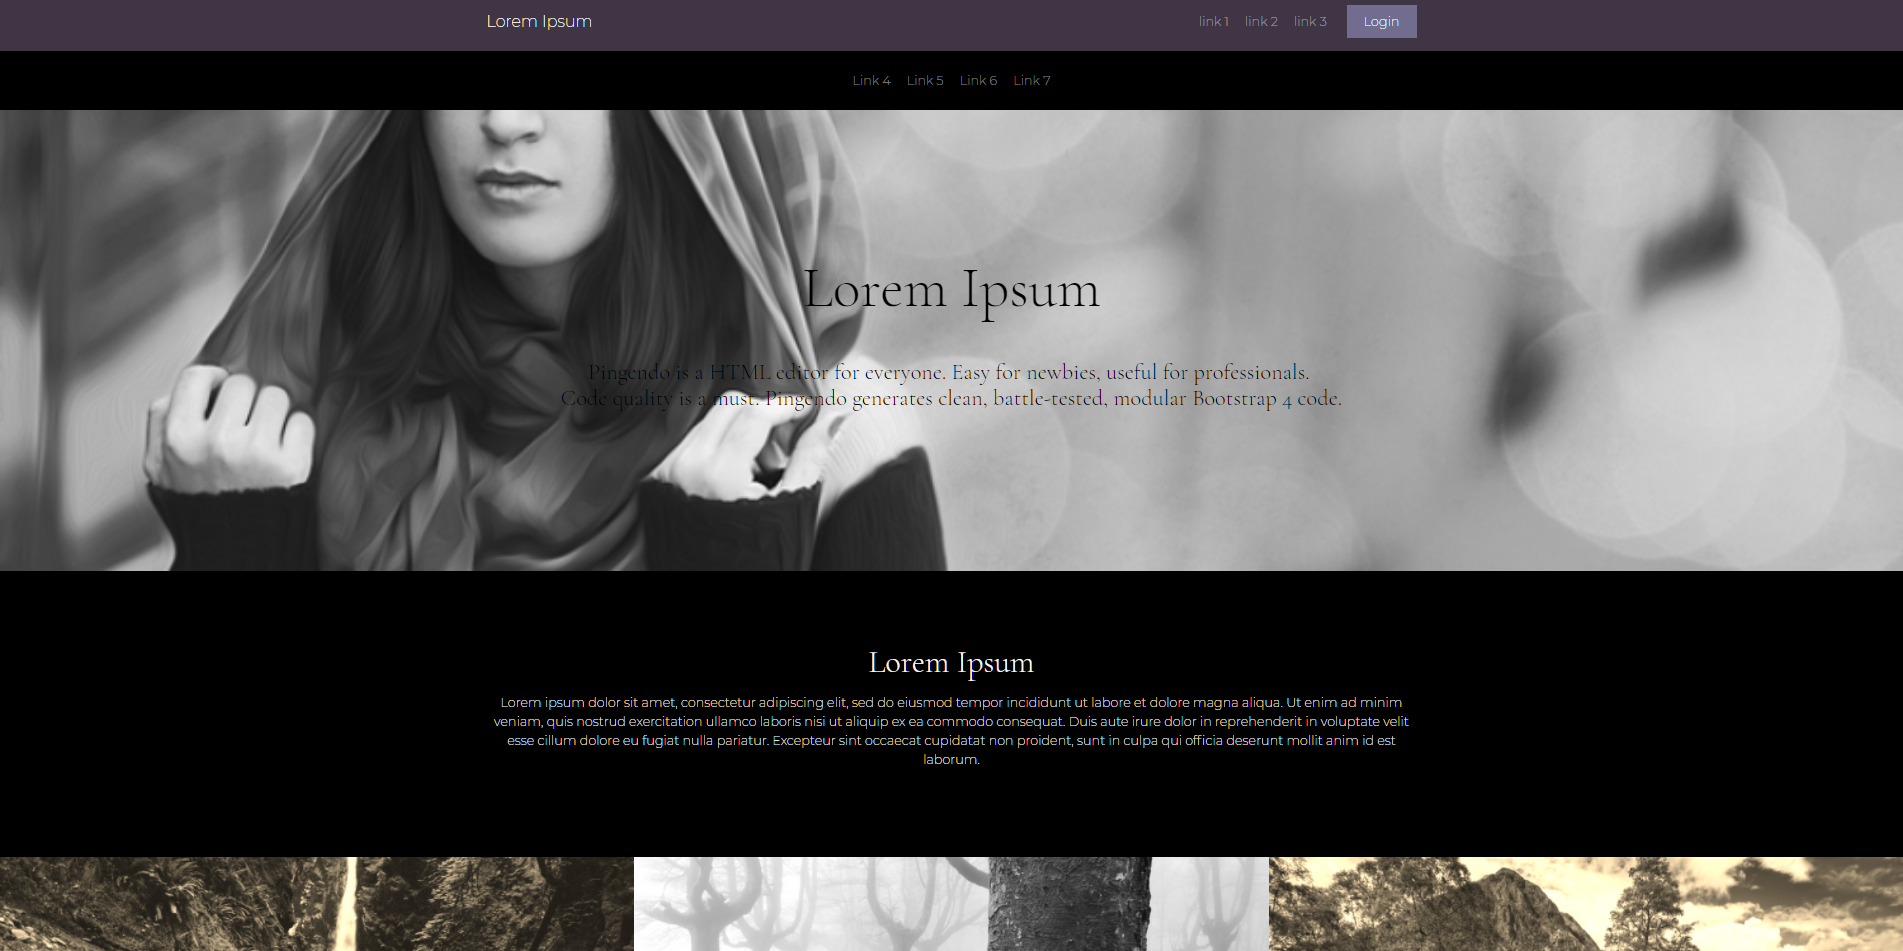 Lorem Ipsum
link 1 link 2 link 3 Login
Link 4 Link 5 Link 6 Link 7
Lorem Ipsum
Pingendo is a HTML editor for everyone. Easy for newbies, useful for professionals.
Code quality is a must. Pingendo generates clean, battle-tested, modular Bootstrap 4 code.
Lorem Ipsum
Lorem ipsum dolor sit amet, consectetur adipiscing elit, sed do eiusmod tempor incididunt ut labore et dolore magna aliqua. Ut enim ad minim
veniam, quis nostrud exercitation ullamco laboris nisi ut aliquip ex ea commodo consequat. Duis aute irure dolor in reprehenderit in voluptate velit
esse cillum dolore eu fugiat nulla pariatur. Excepteur sint occaecat cupidatat non proident, sunt in culpa qui officia deserunt mollit anim id est
laborum.